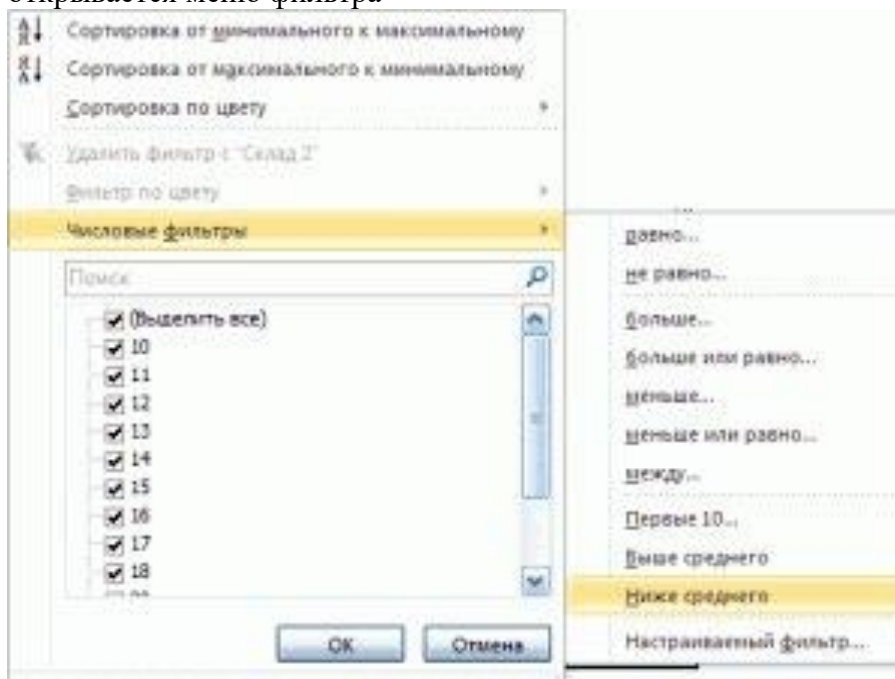 открывается меню фильтра
Сортировка от минимального к максимальному
Сортировка от максимального к минимальному
Сортировка по цвету
Удалить фильтр с "Склад 2"
Фильтр по цвету
Числовые фильтры
Поиск
(Выделить все)
10
11
12
13
14
15
16
17
18
ОК
Отмена
равно...
не равно...
больше...
больше или равно...
меньше...
меньше или равно...
между...
Первые 10...
Выше среднего
Ниже среднего
Настраиваемый фильтр...